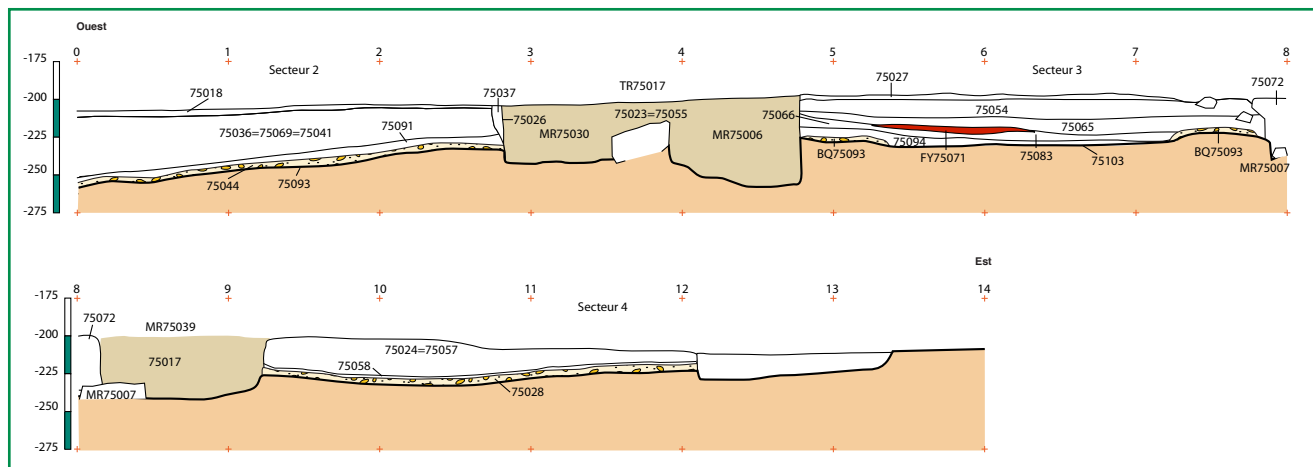 Ouest
0 1 2 3 4 5 6 7 8
-175
Secteur 2 TR75017 75027 Secteur 3 75072
75018 75037
-200
75026 75023=75055 75066 75054
75036=75069=75041 75091 MR75030 MR75006 75065
-225
75094
BQ75093 FY75071 75083 75103 BQ75093 MR75007
-250
75044 75093
-275
Est
8 9 10 11 12 13 14
-175
Secteur 4
75072 MR75039
-200
75024=75057
75017 75058
-225
MR75007 75028
-250
-275